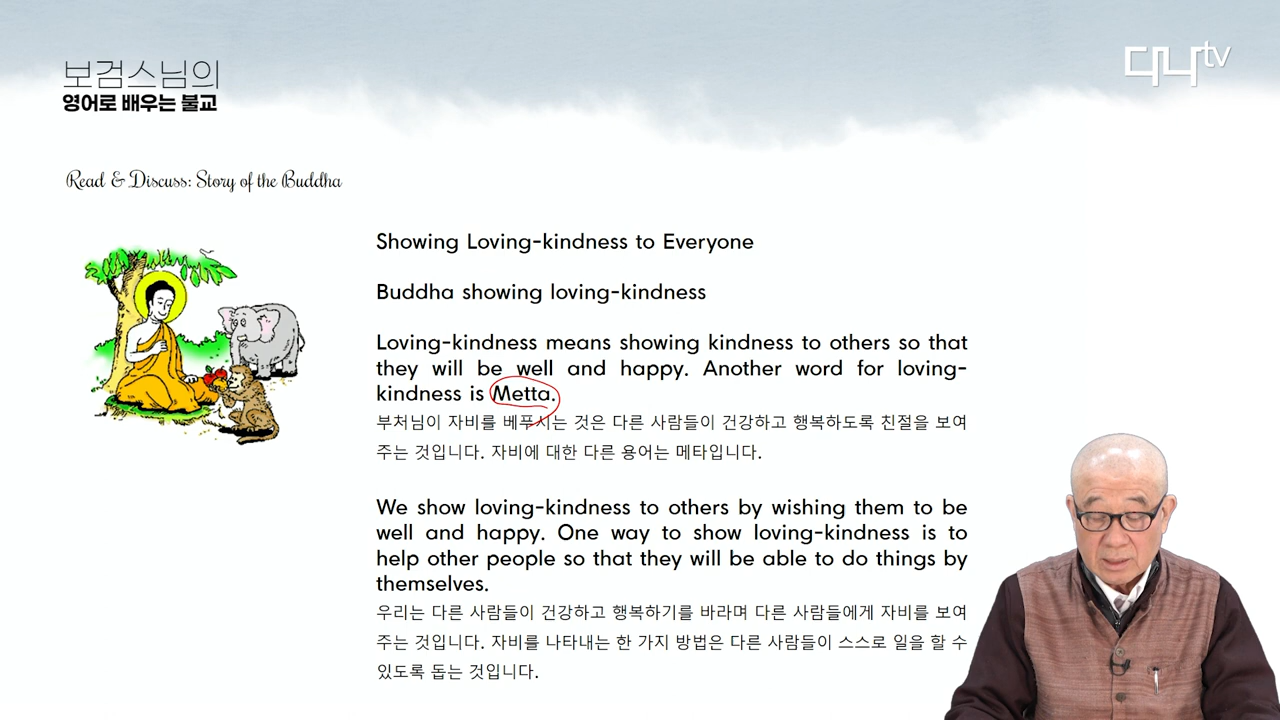 보검스님의
영어로 배우는 불교
다나tv
Read & Discuss: Story of the Buddha
Showing Loving-kindness to Everyone
Buddha showing loving-kindness
Loving-kindness means showing kindness to others so that
they will be well and happy. Another word for loving-
kindness is Metta.
부처님이 자비를 베푸시는 것은 다른 사람들이 건강하고 행복하도록 친절을 보여
주는 것입니다. 자비에 대한 다른 용어는 메타입니다.
We show loving-kindness to others by wishing them to be
well and happy. One way to show loving-kindness is to
help other people so that they will be able to do things by
themselves.
우리는 다른 사람들이 건강하고 행복하기를 바라며 다른 사람들에게 자비를 보여
주는 것입니다. 자비를 나타내는 한 가지 방법은 다른 사람들이 스스로 일을 할 수
있도록 돕는 것입니다.